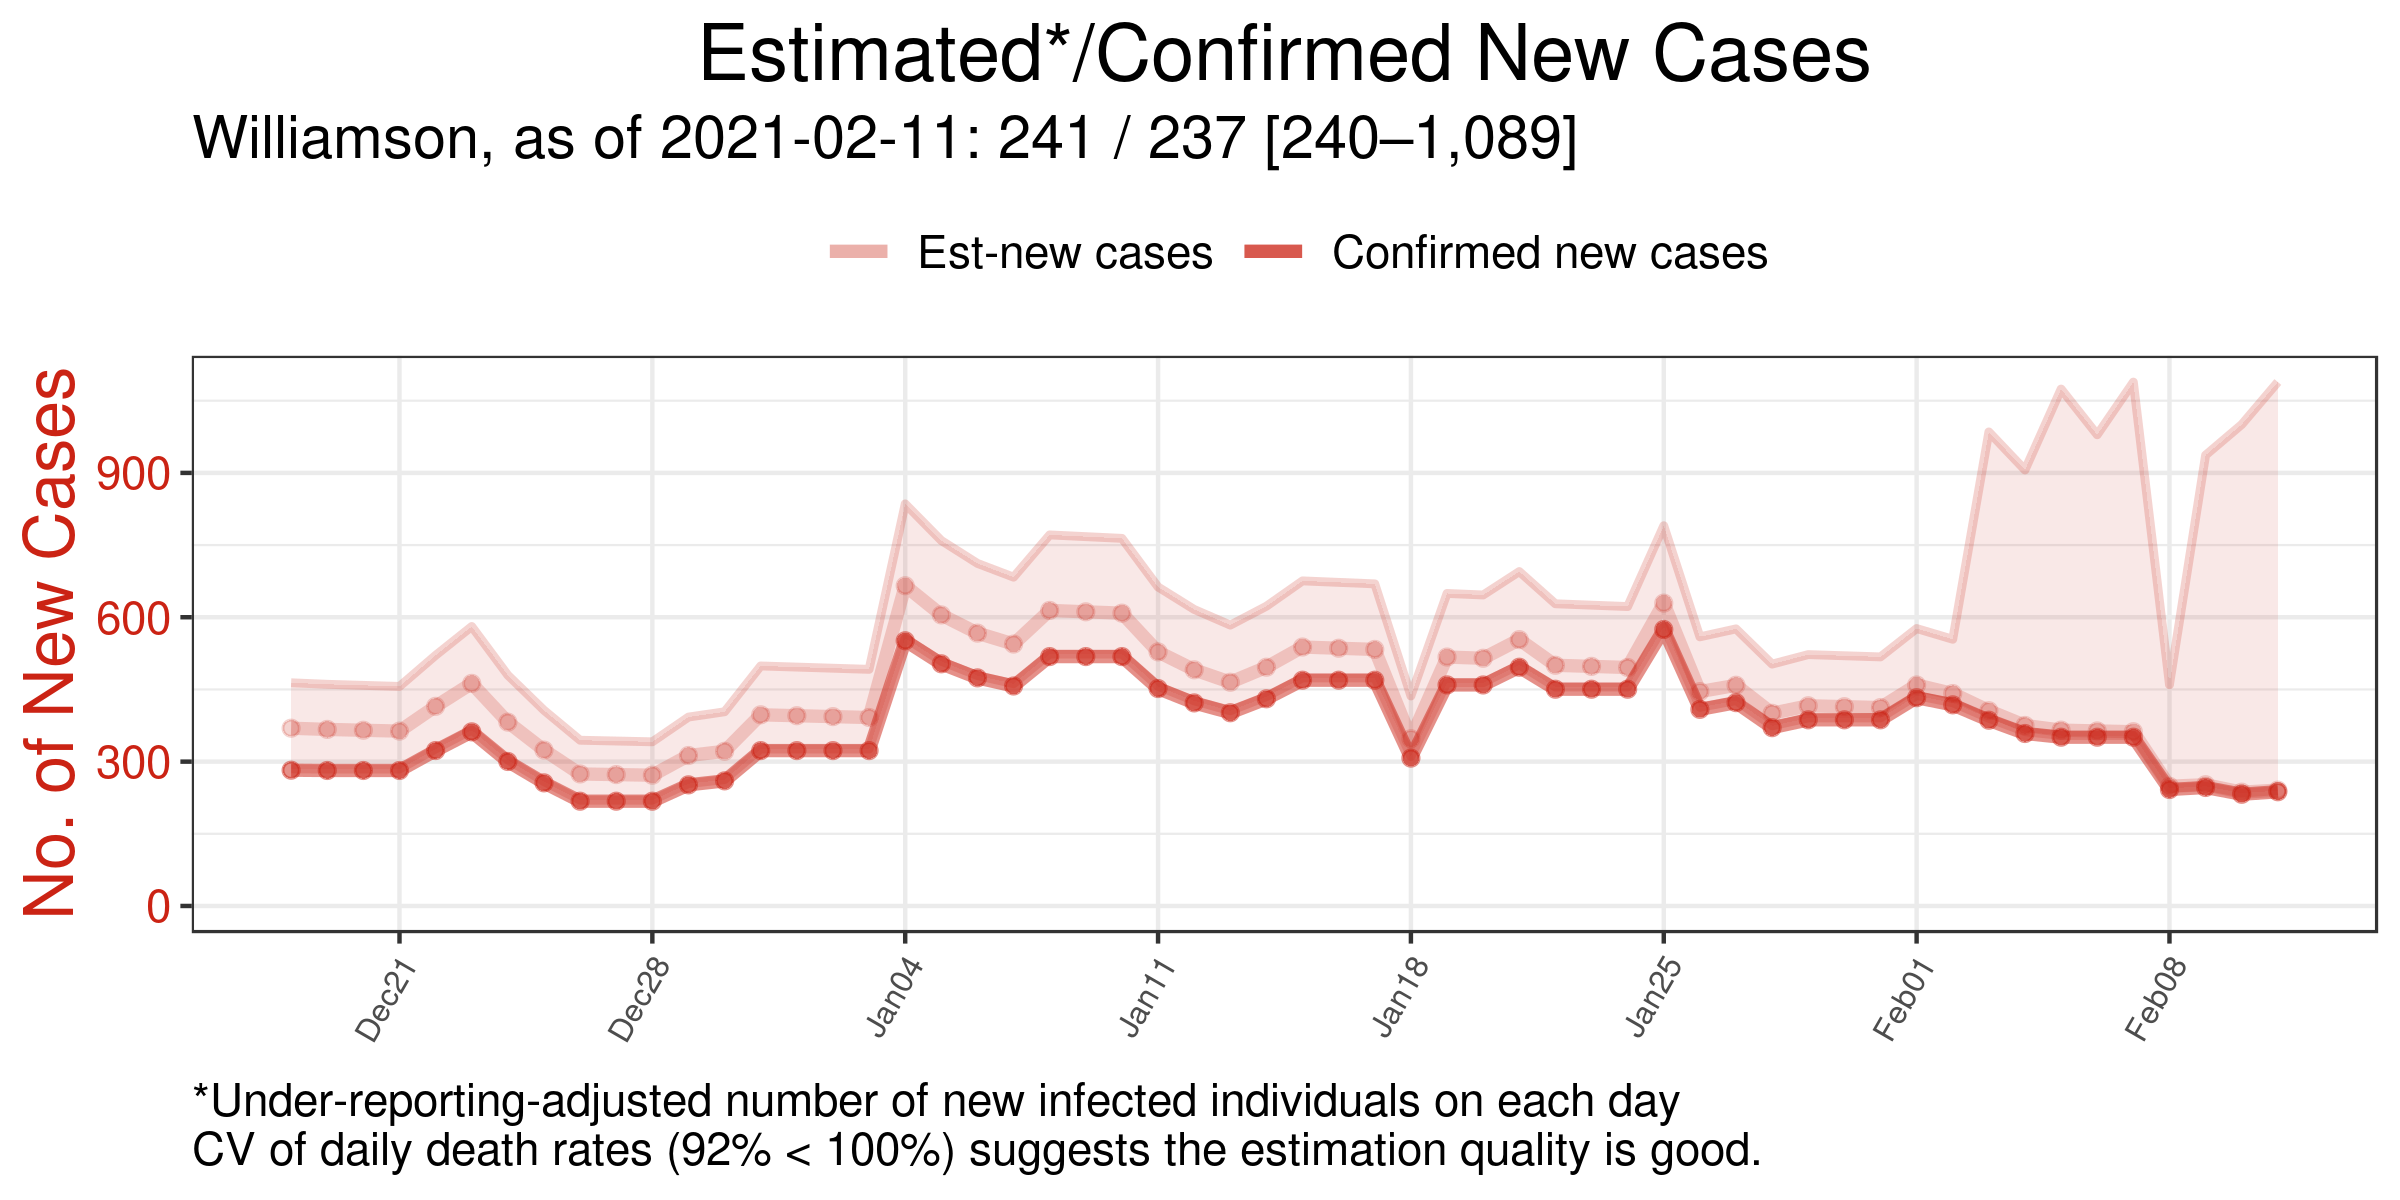 Estimated*/Confirmed New Cases
Williamson, as of 2021-02-11: 241 / 237 [240–1,089]
Est-new cases
Confirmed new cases
No. of New Cases
900
600
300
0
Dec21
Dec28
Jan04
Jan11
Jan18
Jan25
Feb01
Feb08
*Under-reporting-adjusted number of new infected individuals on each day
CV of daily death rates (92% < 100%) suggests the estimation quality is good.